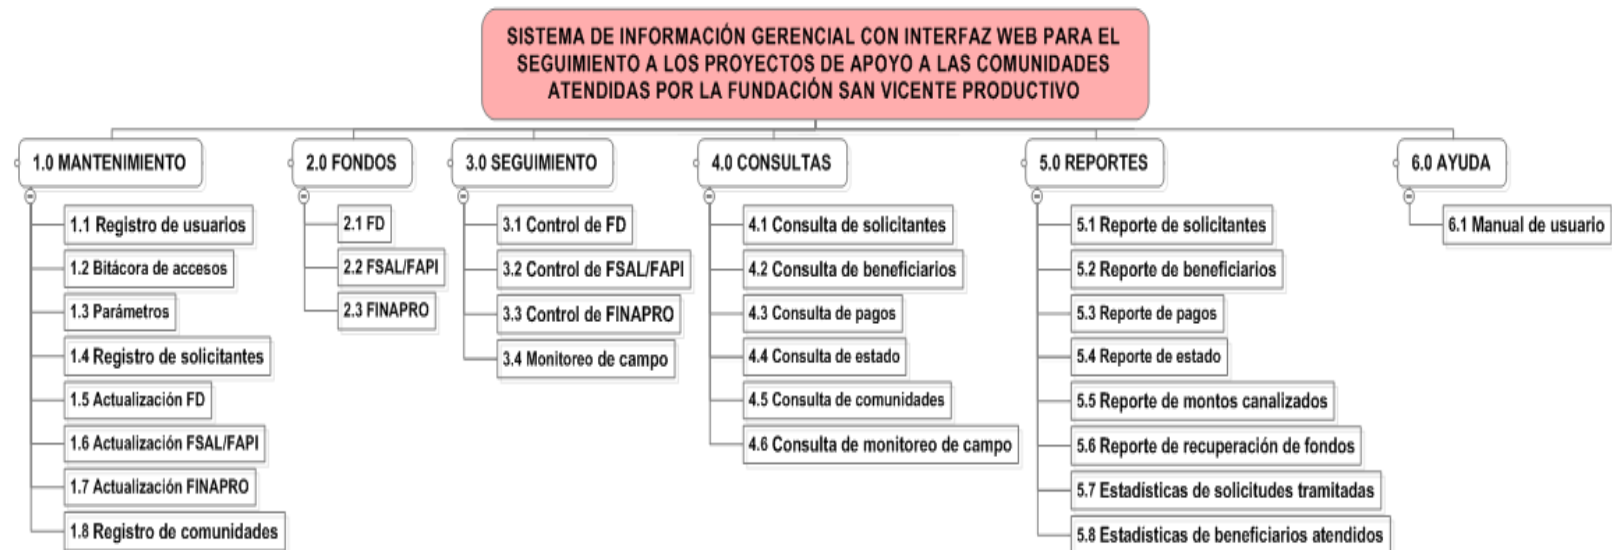 SISTEMA DE INFORMACIÓN GERENCIAL CON INTERFAZ WEB PARA EL
SEGUIMIENTO A LOS PROYECTOS DE APOYO A LAS COMUNIDADES
ATENDIDAS POR LA FUNDACIÓN SAN VICENTE PRODUCTIVO
1.0 MANTENIMIENTO
1.1 Registro de usuarios
1.2 Bitácora de accesos
1.3 Parámetros
1.4 Registro de solicitantes
1.5 Actualización FD
1.6 Actualización FSAL/FAPI
1.7 Actualización FINAPRO
1.8 Registro de comunidades
2.0 FONDOS
2.1 FD
2.2 FSAL/FAPI
2.3 FINAPRO
3.0 SEGUIMIENTO
3.1 Control de FD
3.2 Control de FSAL/FAPI
3.3 Control de FINAPRO
3.4 Monitoreo de campo
4.0 CONSULTAS
4.1 Consulta de solicitantes
4.2 Consulta de beneficiarios
4.3 Consulta de pagos
4.4 Consulta de estado
4.5 Consulta de comunidades
4.6 Consulta de monitoreo de campo
5.0 REPORTES
5.1 Reporte de solicitantes
5.2 Reporte de beneficiarios
5.3 Reporte de pagos
5.4 Reporte de estado
5.5 Reporte de montos canalizados
5.6 Reporte de recuperación de fondos
5.7 Estadísticas de solicitudes tramitadas
5.8 Estadísticas de beneficiarios atendidos
6.0 AYUDA
6.1 Manual de usuario